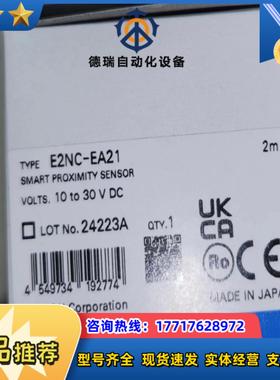 德瑞自动化设备
2m
TYPE E2NC-EA21
SMART PROXIMITY SENSOR
VOLTS. 10 to 30 V DC
LOT No. 24223A
QTY. 1
UK
CA
CE
4 549734 192774
Corporation
MADE IN JAPAN
咨询热线: 17717628972
品推荐
型号齐全 现货速发 实体经营